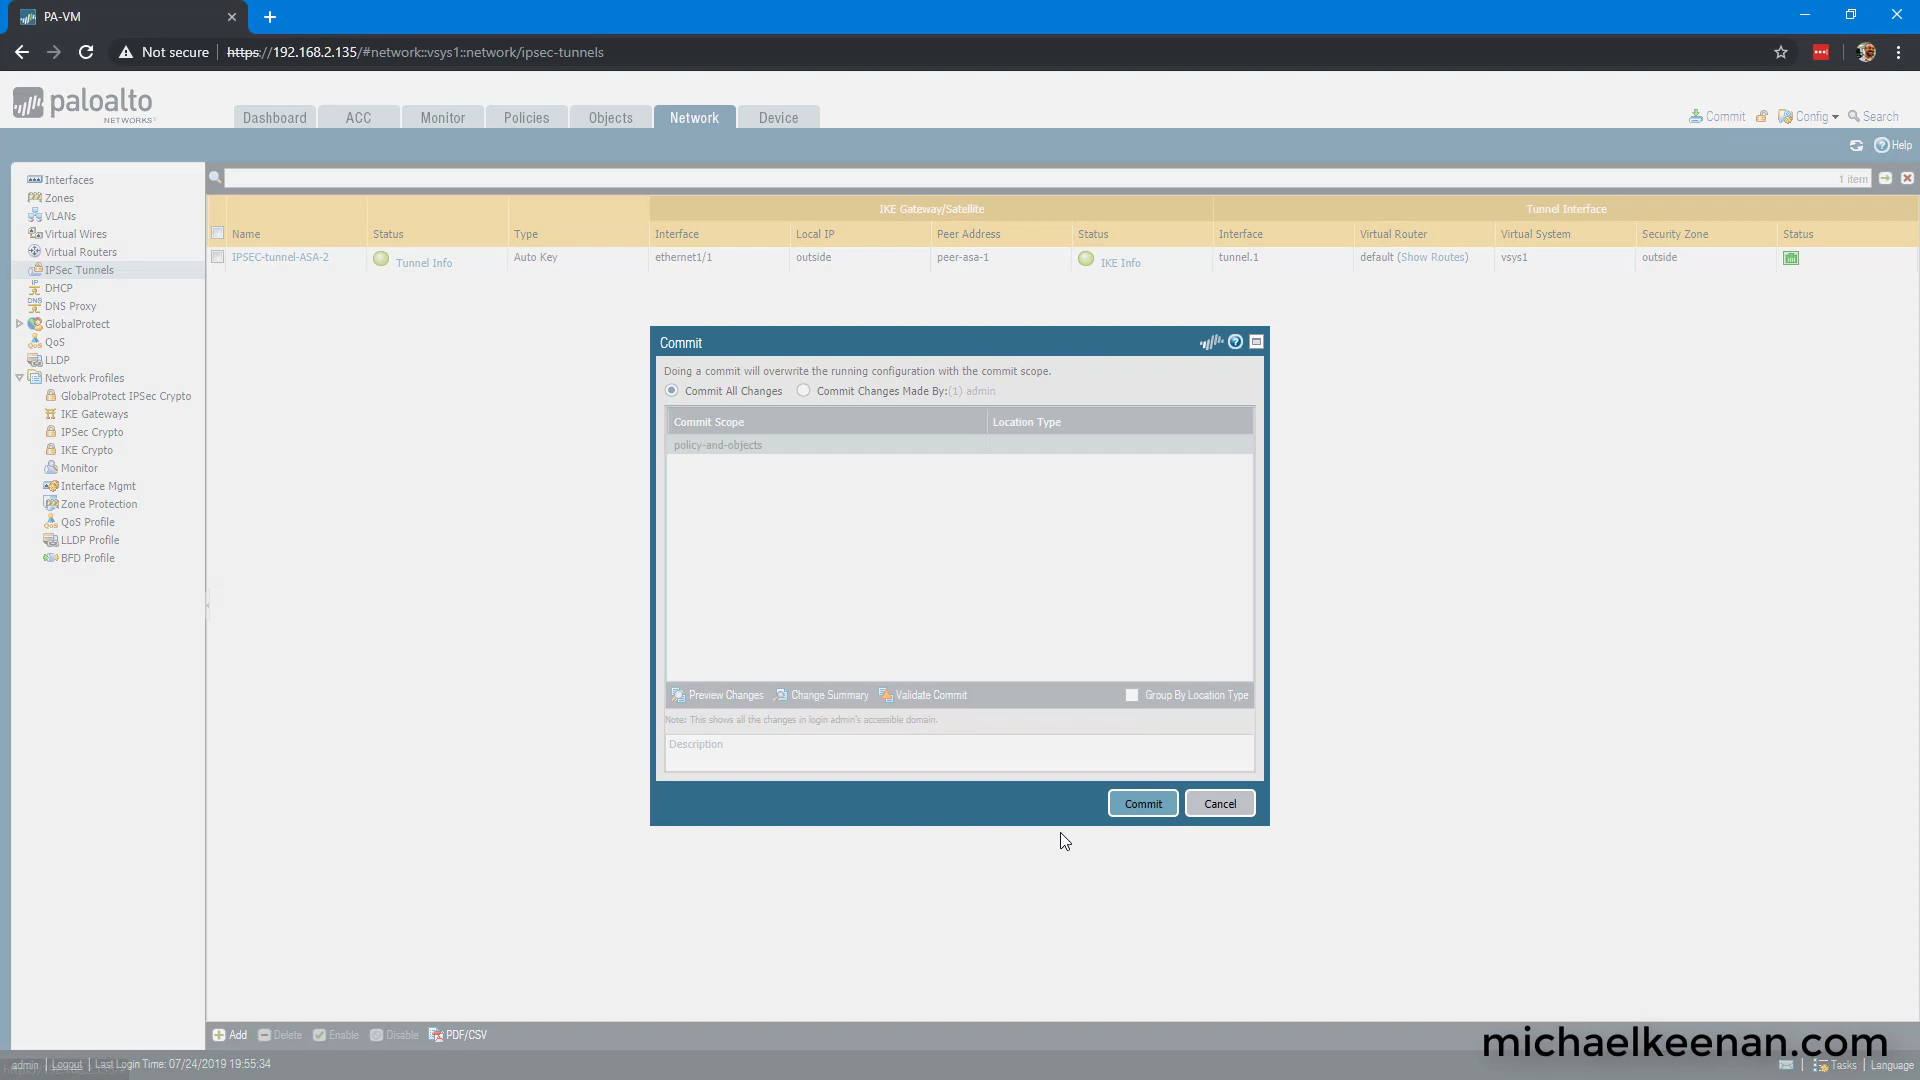 PA-VM
Not secure
https://192.168.2.135/#network::vsys1::network/ipsec-tunnels
paloalto
NETWORKS®
Dashboard
ACC
Monitor
Policies
Objects
Network
Device
Commit
Config
Search
Help
Interfaces
Zones
VLANs
Virtual Wires
Virtual Routers
IPSec Tunnels
DHCP
DNS Proxy
GlobalProtect
QoS
LLDP
Network Profiles
GlobalProtect IPSec Crypto
IKE Gateways
IPSec Crypto
IKE Crypto
Monitor
Interface Mgmt
Zone Protection
QoS Profile
LLDP Profile
BFD Profile
1 item
IKE Gateway/Satellite
Tunnel Interface
Name
Status
Type
Interface
Local IP
Peer Address
Status
Interface
Virtual Router
Virtual System
Security Zone
Status
IPSEC-tunnel-ASA-2
Tunnel Info
Auto Key
ethernet1/1
outside
peer-asa-1
IKE Info
tunnel.1
default (Show Routes)
vsys1
outside
Commit
Doing a commit will overwrite the running configuration with the commit scope.
Commit All Changes
Commit Changes Made By:(1) admin
Commit Scope
Location Type
policy-and-objects
Preview Changes
Change Summary
Validate Commit
Group By Location Type
Note: This shows all the changes in login admin's accessible domain.
Description
Commit
Cancel
Add
Delete
Enable
Disable
PDF/CSV
michaelkeenan.com
admin | Logout | Last Login Time: 07/24/2019 19:55:34
Tasks | Language